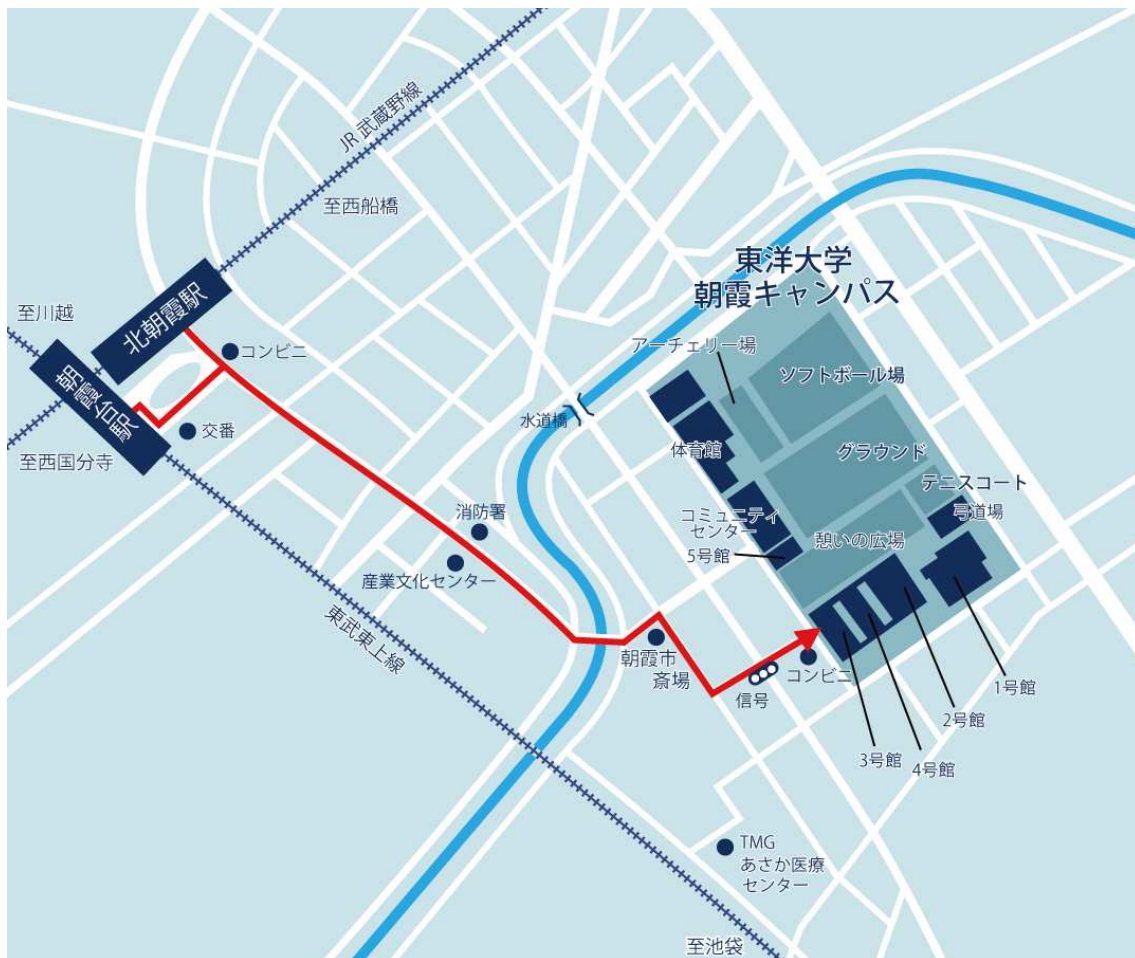 JR 武蔵野線
至西船橋
北朝霞駅
至川越
朝霞台駅
コンビニ
交番
至西国分寺
東洋大学
朝霞キャンパス
アーチェリー場
ソフトボール場
水道橋
体育館
グラウンド
テニスコート
弓道場
コミュニティ
センター
5号館
憩いの広場
消防署
産業文化センター
東武東上線
朝霞市
斎場
信号
コンビニ
1号館
2号館
3号館
4号館
TMG
あさか医療
センター
至池袋